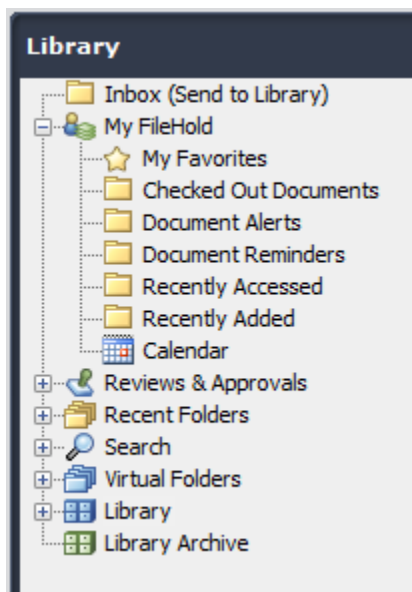 Library
Inbox (Send to Library)
My FileHold
My Favorites
Checked Out Documents
Document Alerts
Document Reminders
Recently Accessed
Recently Added
Calendar
Reviews & Approvals
Recent Folders
Search
Virtual Folders
Library
Library Archive